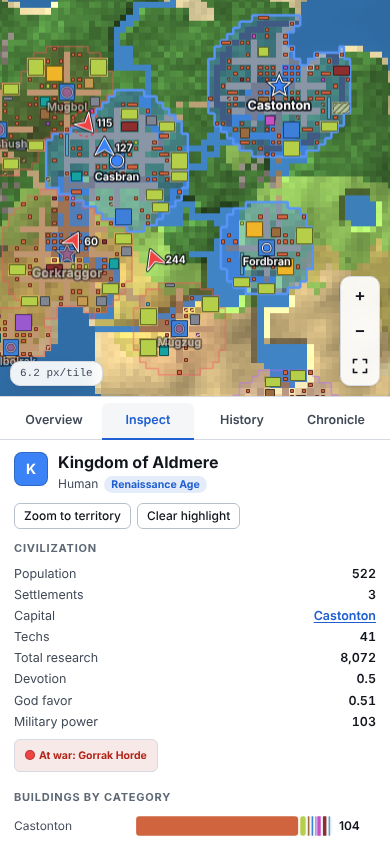 Castonton
Mugbol
115
127
Casbran
60
Gorkraggor
244
Fordbran
Mugzug
+
−
6.2 px/tile
Overview Inspect History Chronicle
K
Kingdom of Aldmere
Human Renaissance Age
Zoom to territory Clear highlight
CIVILIZATION
Population 522
Settlements 3
Capital Castonton
Techs 41
Total research 8,072
Devotion 0.5
God favor 0.51
Military power 103
At war: Gorrak Horde
BUILDINGS BY CATEGORY
Castonton 104